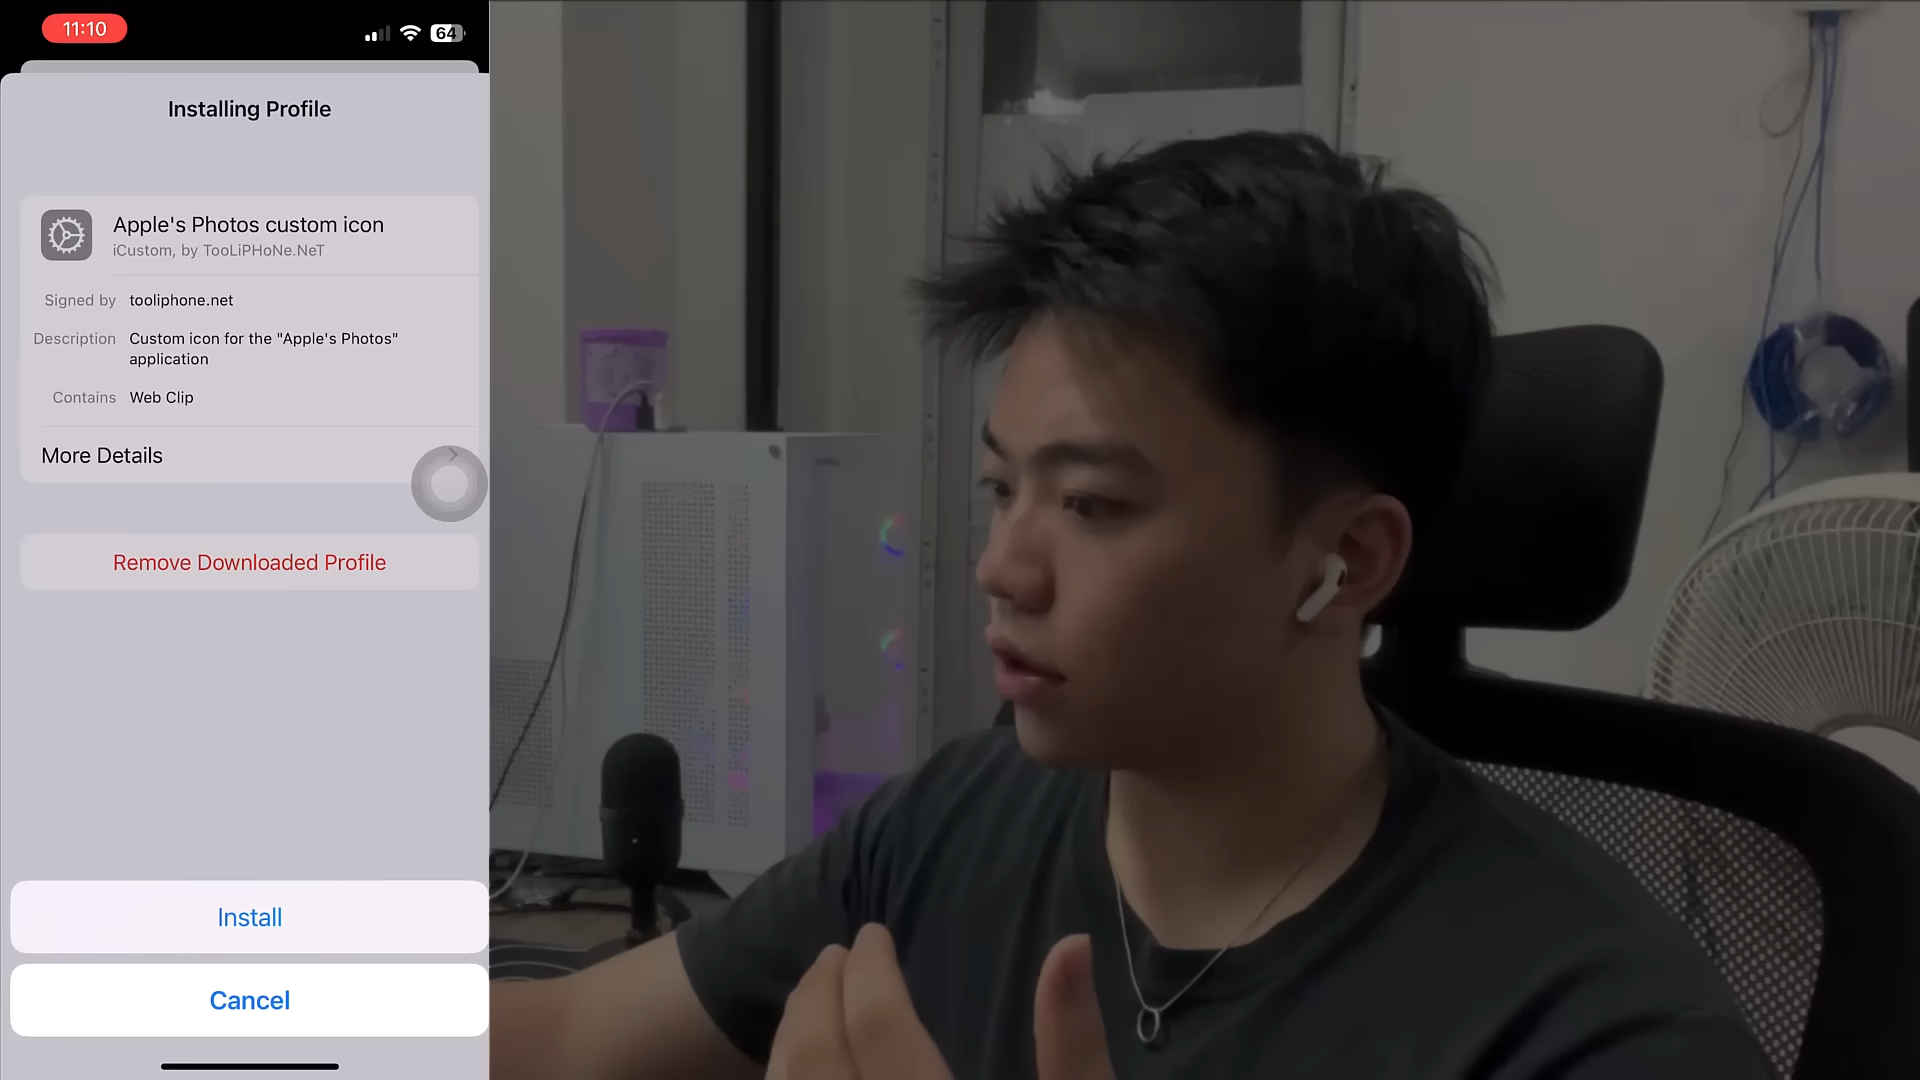 11:10
64
Installing Profile
Apple's Photos custom icon
iCustom, by TooLiPHoNe.NeT
Signed by tooliphone.net
Description Custom icon for the "Apple's Photos"
application
Contains Web Clip
More Details
Remove Downloaded Profile
Install
Cancel